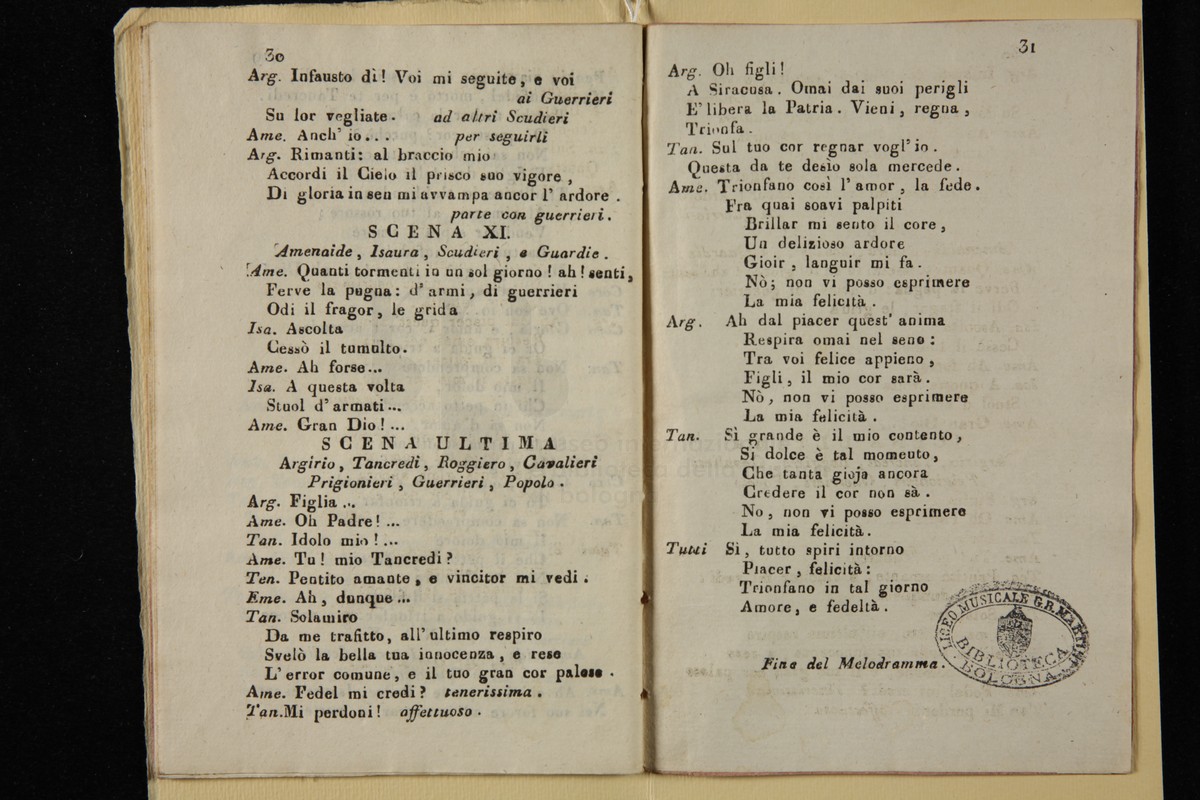 30
Arg. Infausto dì! Voi mi seguite, e voi
ai Guerrieri
Su lor vegliate. ad altri Scudieri
Ame. Anch' io... per seguirli
Arg. Rimanti: al braccio mio
Accordi il Cielo il prisco suo vigore,
Di gloria in sen mi avvampa ancor l' ardore.
parte con guerrieri.
SCENA XI.
Amenaide, Isaura, Scudieri, e Guardie.
Ame. Quanti tormenti in un sol giorno! ah! senti,
Ferve la pugna: d' armi, di guerrieri
Odi il fragor, le grida
Isa. Ascolta
Cessò il tumulto.
Ame. Ah forse...
Isa. A questa volta
Stuol d' armati...
Ame. Gran Dio!...
SCENA ULTIMA
Argirio, Tancredi, Roggiero, Cavalieri
Prigionieri, Guerrieri, Popolo.
Arg. Figlia...
Ame. Oh Padre!...
Tan. Idolo mio!...
Ame. Tu! mio Tancredi?
Ten. Pentito amante, e vincitor mi vedi.
Eme. Ah, dunque...
Tan. Solamiro
Da me trafitto, all' ultimo respiro
Svelò la bella tua innocenza, e rese
L' error comune, e il tuo gran cor palese.
Ame. Fedel mi credi? tenerissima.
Tan. Mi perdoni! affettuoso.
31
Arg. Oh figli!
A Siracusa. Omai dai suoi perigli
E' libera la Patria. Vieni, regna,
Trionfa.
Tan. Sul tuo cor regnar vogl' io.
Questa da te desìo sola mercede.
Ame. Trionfano così l' amor, la fede.
Fra quai soavi palpiti
Brillar mi sento il core,
Un delizioso ardore
Gioir, languir mi fa.
Nò; non vi posso esprimere
La mia felicità.
Arg. Ah dal piacer quest' anima
Respira omai nel seno:
Tra voi felice appieno,
Figli, il mio cor sarà.
Nò, non vi posso esprimere
La mia felicità.
Tan. Sì grande è il mio contento,
Si dolce è tal momento,
Che tanta gioja ancora
Credere il cor non sà.
No, non vi posso esprimere
La mia felicità.
Tutti Si, tutto spiri intorno
Piacer, felicità:
Trionfano in tal giorno
Amore, e fedeltà.
Fine del Melodramma.
LICEO MUSICALE G.B. MARTINI
BIBLIOTECA
BOLOGNA